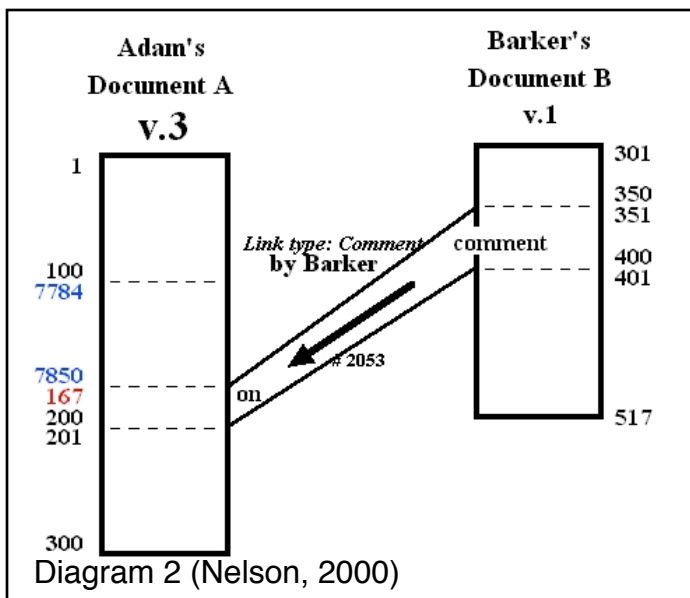 Adam's
Document A
v.3
1
100
7784
7850
167
200
201
300
Barker's
Document B
v.1
301
350
351
400
401
517
Link type: Comment
by Barker
comment
on
# 2053
Diagram 2 (Nelson, 2000)